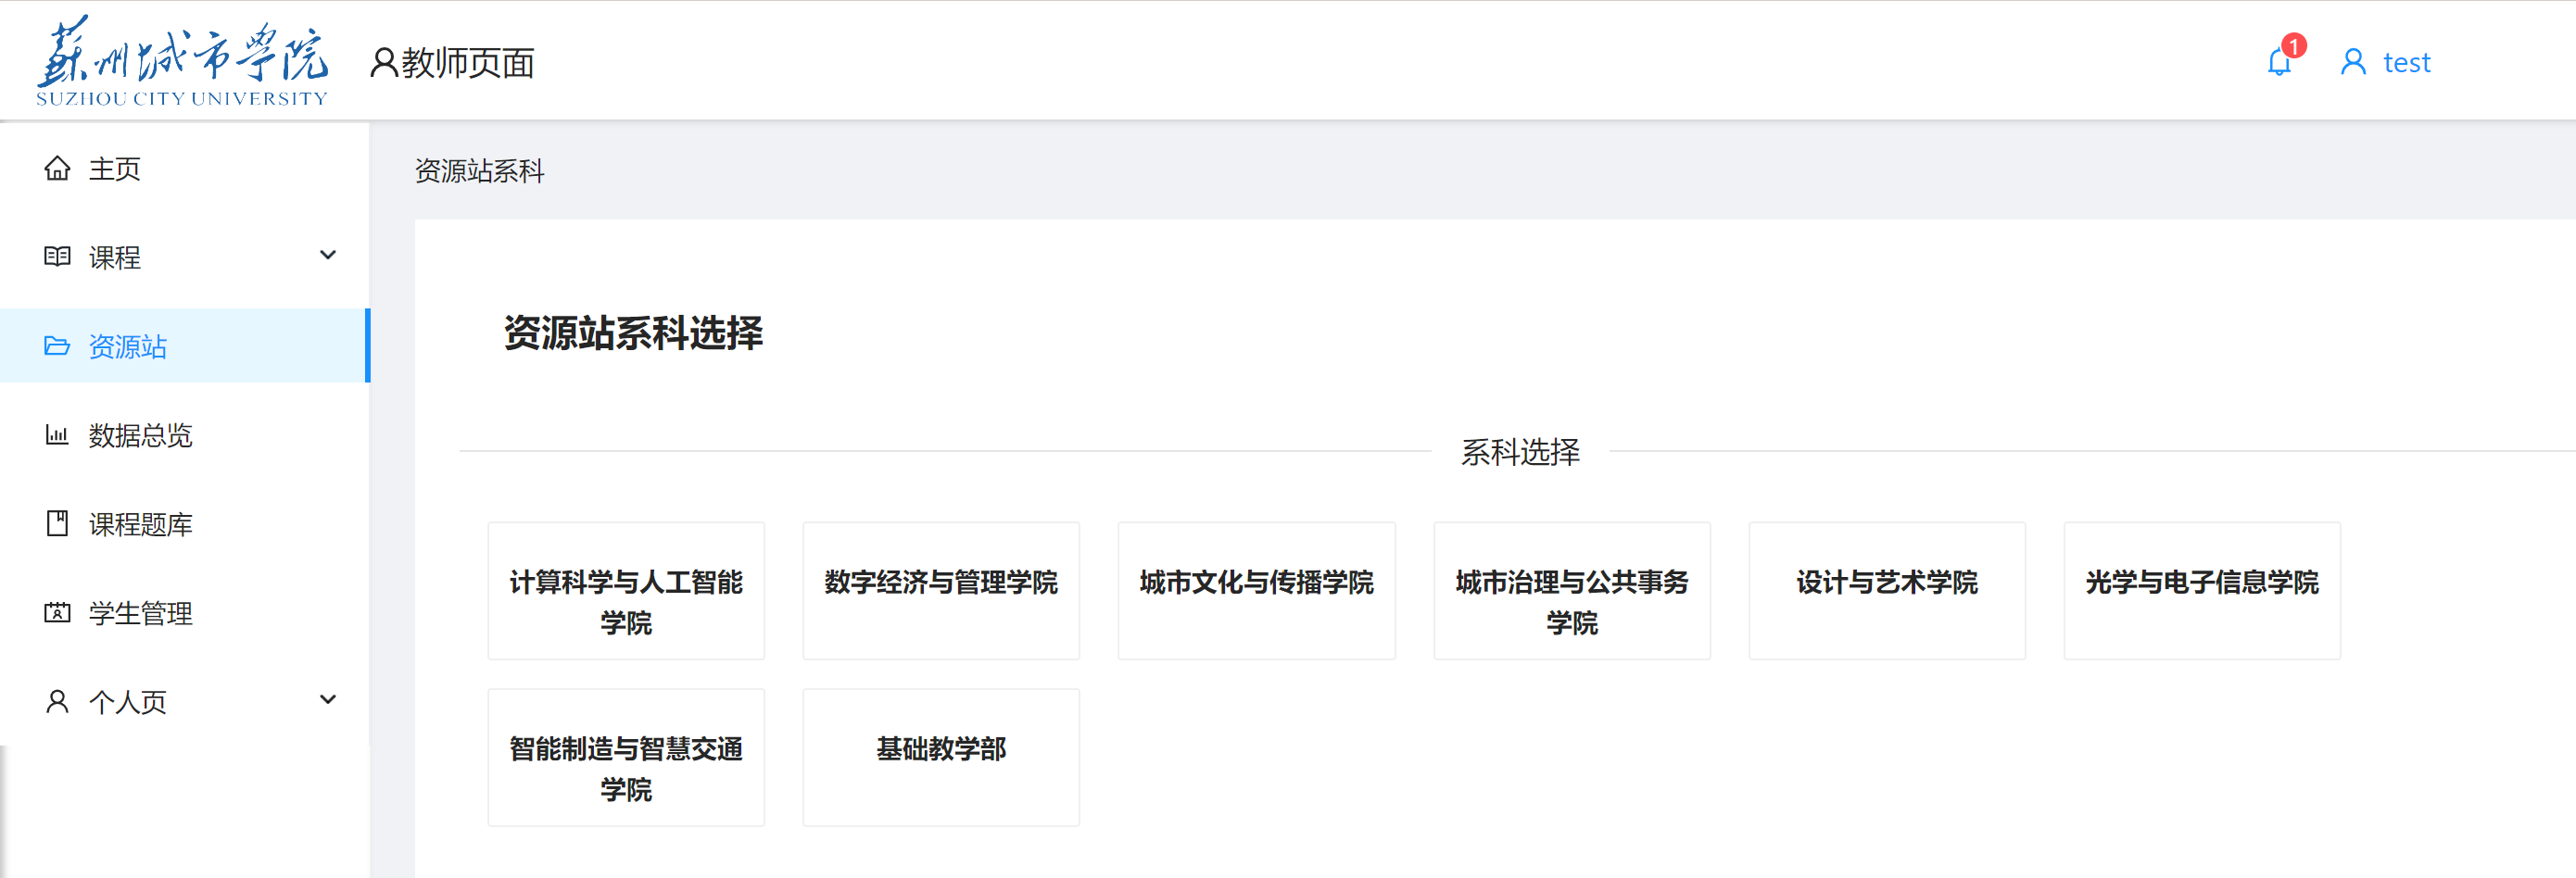 蘇州城市學院
SUZHOU CITY UNIVERSITY
教师页面
1
test
主页
课程
资源站
数据总览
课程题库
学生管理
个人页
资源站系科
资源站系科选择
系科选择
计算科学与人工智能
学院
数字经济与管理学院
城市文化与传播学院
城市治理与公共事务
学院
设计与艺术学院
光学与电子信息学院
智能制造与智慧交通
学院
基础教学部